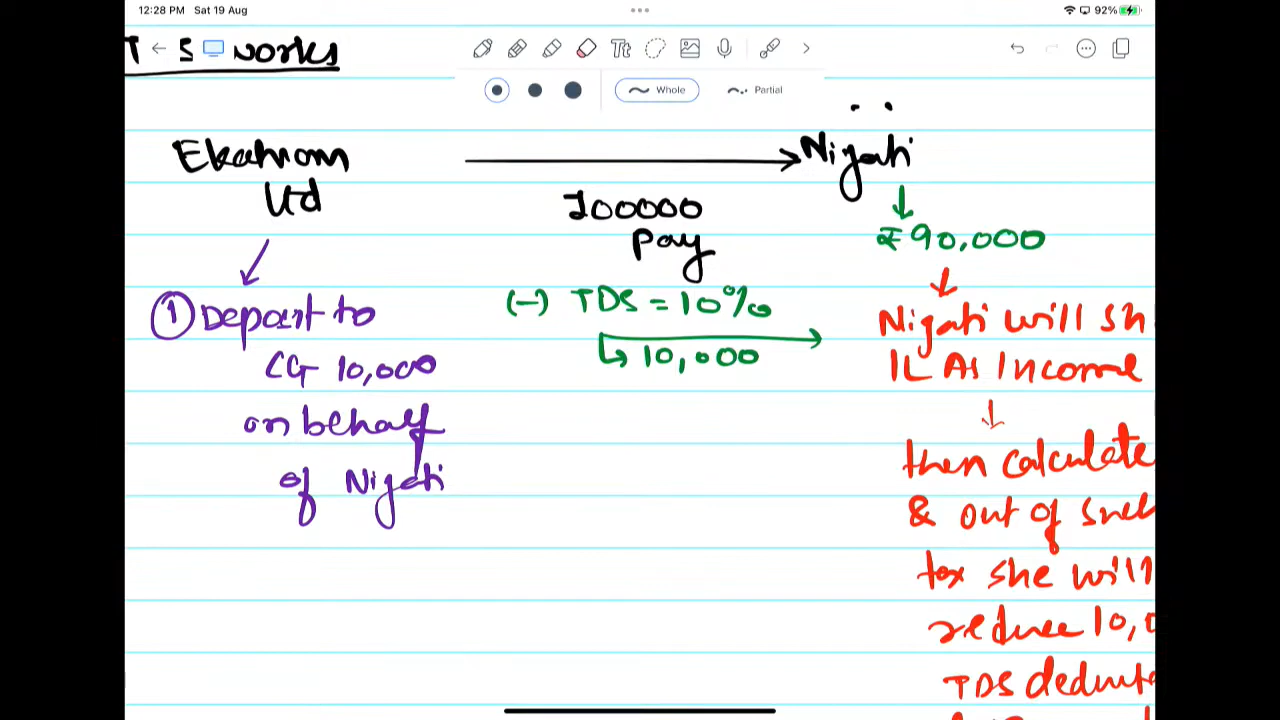 12:28 PM Sat 19 Aug
92%
T S works
Tt
Whole
Partial
Ekatvam
Ltd
100000
Pay
(-) TDS = 10%
10,000
Nigati
₹90,000
① Deposit to
CG 10,000
on behalf
of Nigati
Nigati will sh
1L As Income
then calculate
& out of such
tax she will
reduce 10,0
TDS deducte